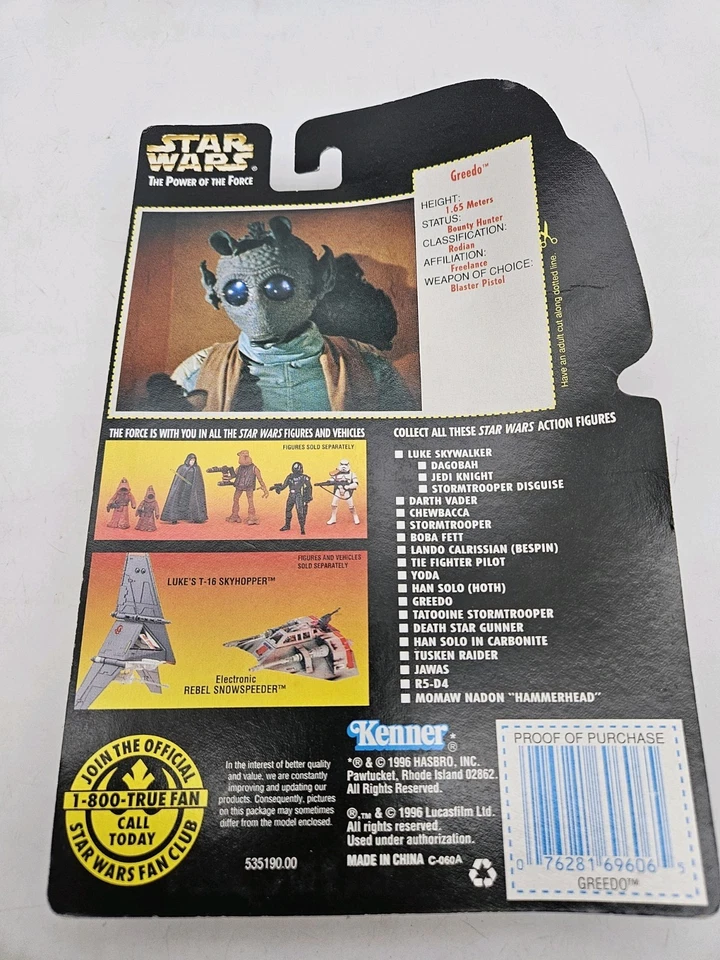 STAR
WARS®
THE POWER OF THE FORCE
Greedo™
HEIGHT:
1.65 Meters
STATUS:
Bounty Hunter
CLASSIFICATION:
Rodian
AFFILIATION:
Freelance
WEAPON OF CHOICE:
Blaster Pistol
Have an adult cut along dotted line.
THE FORCE IS WITH YOU IN ALL THE STAR WARS FIGURES AND VEHICLES
FIGURES SOLD SEPARATELY
FIGURES AND VEHICLES
SOLD SEPARATELY
LUKE'S T-16 SKYHOPPER™
Electronic
REBEL SNOWSPEEDER™
COLLECT ALL THESE STAR WARS ACTION FIGURES
LUKE SKYWALKER
DAGOBAH
JEDI KNIGHT
STORMTROOPER DISGUISE
DARTH VADER
CHEWBACCA
STORMTROOPER
BOBA FETT
LANDO CALRISSIAN (BESPIN)
TIE FIGHTER PILOT
YODA
HAN SOLO (HOTH)
GREEDO
TATOOINE STORMTROOPER
DEATH STAR GUNNER
HAN SOLO IN CARBONITE
TUSKEN RAIDER
JAWAS
R5-D4
MOMAW NADON "HAMMERHEAD"
JOIN THE OFFICIAL
1-800-TRUE FAN
CALL
TODAY
STAR WARS FAN CLUB
In the interest of better quality
and value, we are constantly
improving and updating our
products. Consequently, pictures
on this package may sometimes
differ from the model enclosed.
535190.00
Kenner*®
*® & © 1996 HASBRO, INC.
Pawtucket, Rhode Island 02862.
All Rights Reserved.
®,™ & © 1996 Lucasfilm Ltd.
All rights reserved.
Used under authorization.
MADE IN CHINA C-060A
PROOF OF PURCHASE
0 76281 69606 5
GREEDO™